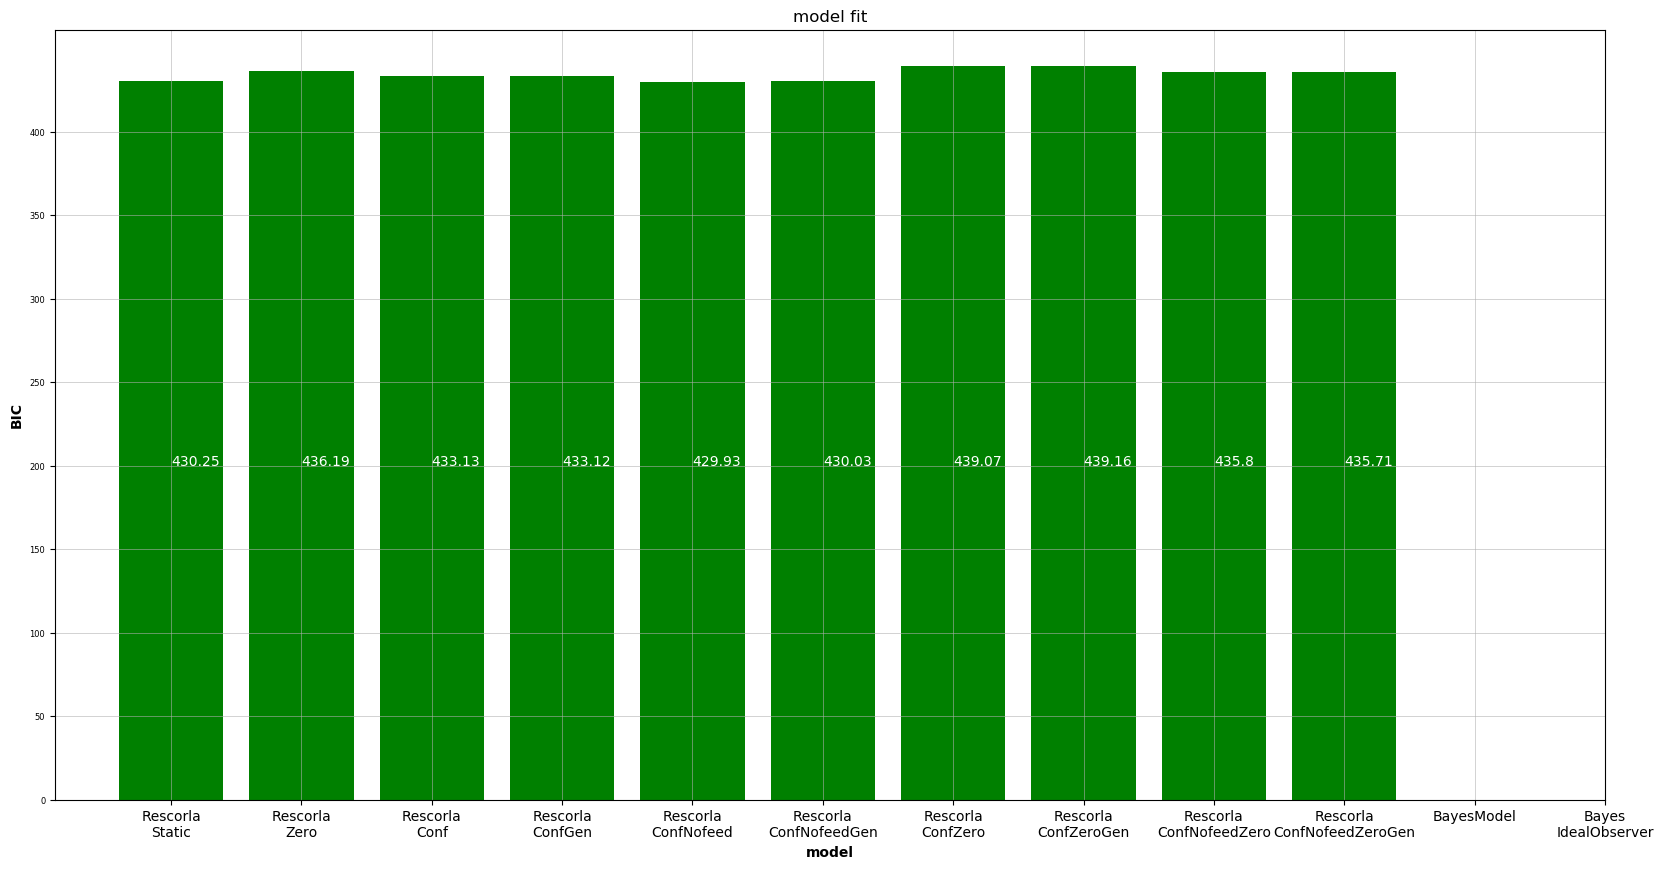 model fit
BIC
400
350
300
250
200
150
100
50
0
430.25
436.19
433.13
433.12
429.93
430.03
439.07
439.16
435.8
435.71
Rescorla
Static
Rescorla
Zero
Rescorla
Conf
Rescorla
ConfGen
Rescorla
ConfNofeed
Rescorla
ConfNofeedGen
Rescorla
ConfZero
Rescorla
ConfZeroGen
Rescorla
ConfNofeedZero
Rescorla
ConfNofeedZeroGen
BayesModel
Bayes
IdealObserver
model